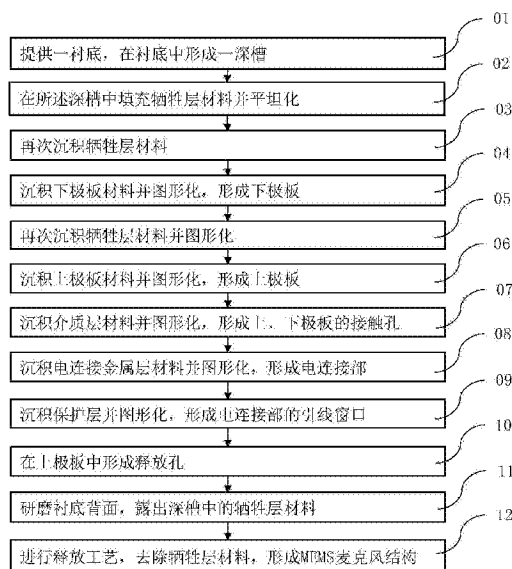 01
提供一衬底，在衬底中形成一深槽
02
在所述深槽中填充牺牲层材料并平坦化
03
再次沉积牺牲层材料
04
沉积下极板材料并图形化，形成下极板
05
再次沉积牺牲层材料并图形化
06
沉积上极板材料并图形化，形成上极板
07
沉积介质层材料并图形化，形成上、下极板的接触孔
08
沉积电连接金属层材料并图形化，形成电连接部
09
沉积保护层并图形化，形成电连接部的引线窗口
10
在上极板中形成释放孔
11
研磨衬底背面，露出深槽中的牺牲层材料
12
进行释放工艺，去除牺牲层材料，形成MEMS麦克风结构